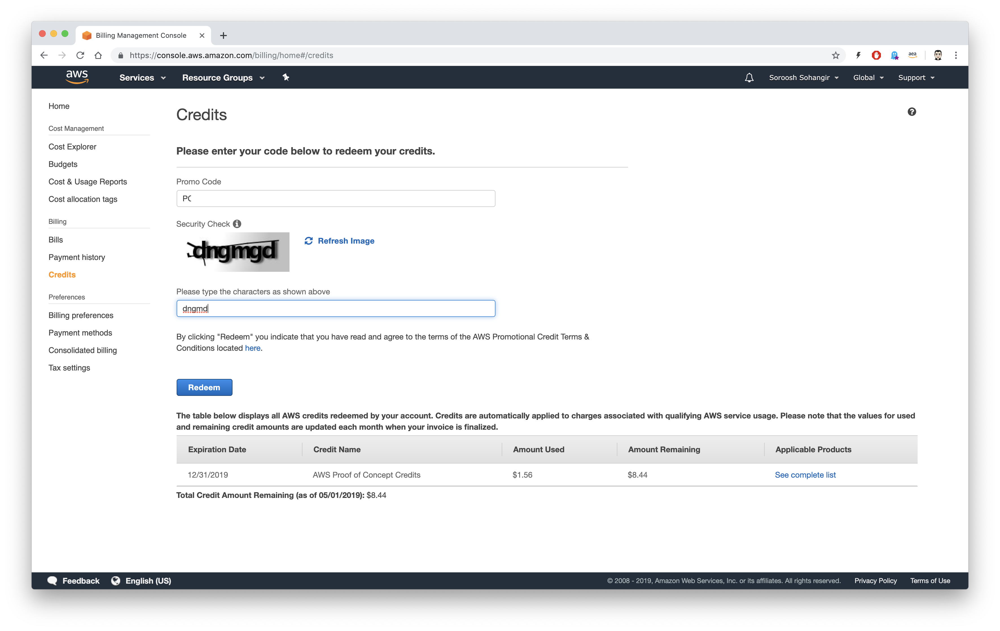 Billing Management Console
https://console.aws.amazon.com/billing/home#/credits
aea
aws
Services
Resource Groups
Soroosh Sohangir
Global
Support
Home
Cost Management
Cost Explorer
Budgets
Cost & Usage Reports
Cost allocation tags
Billing
Bills
Payment history
Credits
Preferences
Billing preferences
Payment methods
Consolidated billing
Tax settings
Credits
Please enter your code below to redeem your credits.
Promo Code
PC
Security Check
dngmgd
Refresh Image
Please type the characters as shown above
dngmd
By clicking "Redeem" you indicate that you have read and agree to the terms of the AWS Promotional Credit Terms &
Conditions located here.
Redeem
The table below displays all AWS credits redeemed by your account. Credits are automatically applied to charges associated with qualifying AWS service usage. Please note that the values for used
and remaining credit amounts are updated each month when your invoice is finalized.
Expiration Date Credit Name Amount Used Amount Remaining Applicable Products
12/31/2019 AWS Proof of Concept Credits $1.56 $8.44 See complete list
Total Credit Amount Remaining (as of 05/01/2019): $8.44
Feedback
English (US)
© 2008 - 2019, Amazon Web Services, Inc. or its affiliates. All rights reserved.
Privacy Policy
Terms of Use